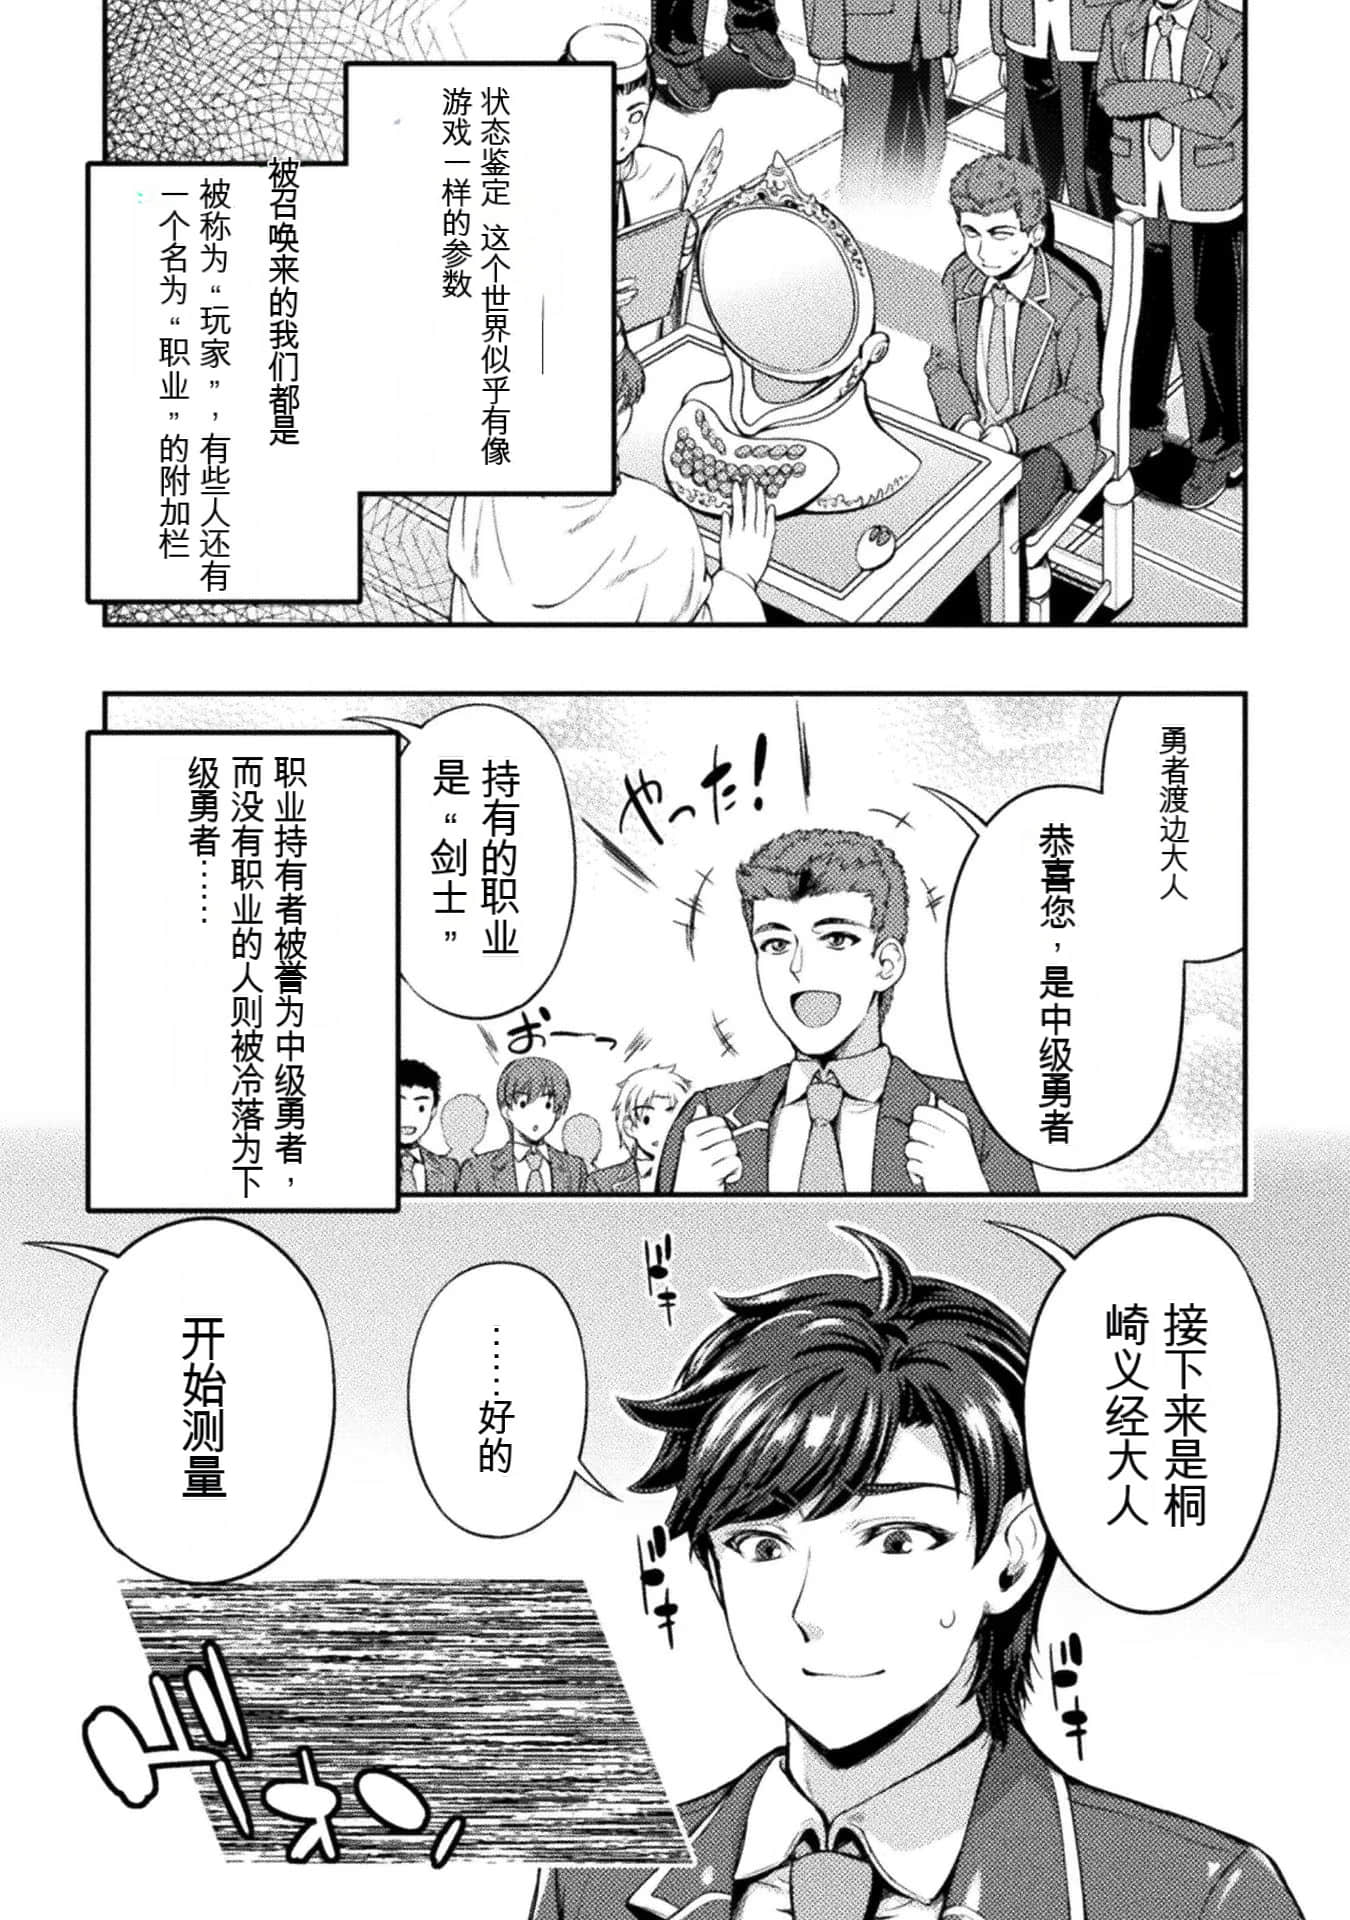 状态鉴定 这个世界似乎有像
游戏一样的参数
——
被召唤来的我们都是
被称为“玩家”，有些人还有
一个名为“职业”的附加栏
勇者渡边大人
恭喜您，是中级勇者
やった！
持有的职业
是“剑士”
おーっ
职业持有者被誉为中级勇者，
而没有职业的人则被冷落为下
级勇者……
接下来是桐
崎义经大人
ドキ
……好的
ドキ
ドキ
开始测量